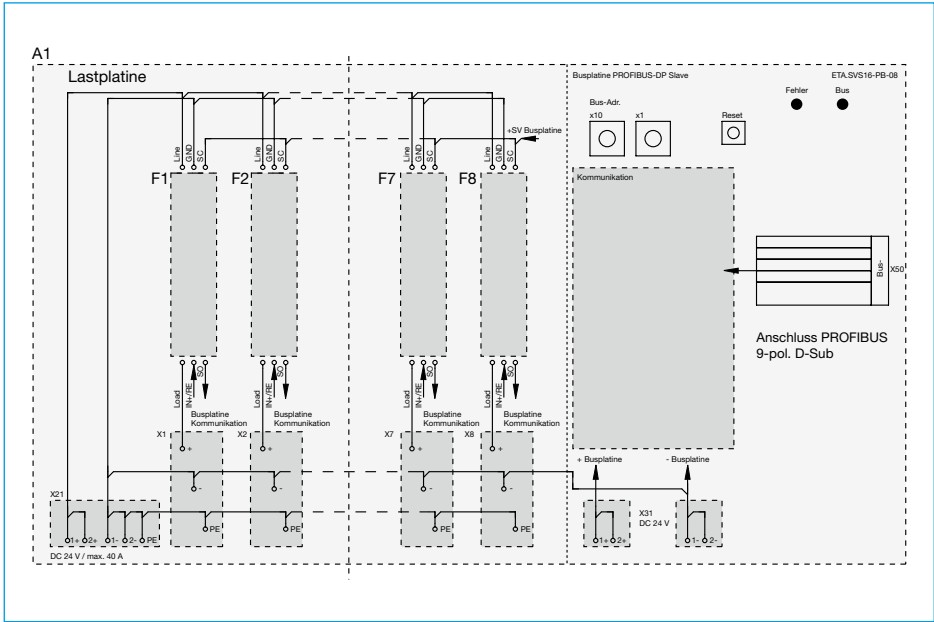 A1
Lastplatine
Busplatine PROFIBUS-DP Slave
ETA.SVS16-PB-08
Fehler
Bus
Bus-Adr.
x10
x1
Reset
+SV Busplatine
Line
GND
SC
Line
GND
SC
Line
GND
SC
Line
GND
SC
F1
F2
F7
F8
Kommunikation
Bus-
X50
Anschluss PROFIBUS
9-pol. D-Sub
Load
IN+/RE
SO
Load
IN+/RE
SO
Load
IN+/RE
SO
Load
IN+/RE
SO
Busplatine
Kommunikation
Busplatine
Kommunikation
Busplatine
Kommunikation
Busplatine
Kommunikation
X1
X2
X7
X8
+
+
+
+
-
-
-
-
+ Busplatine
- Busplatine
X21
X31
DC 24 V
1+
2+
1-
2-
PE
PE
PE
PE
PE
1+
2+
1-
2-
DC 24 V / max. 40 A